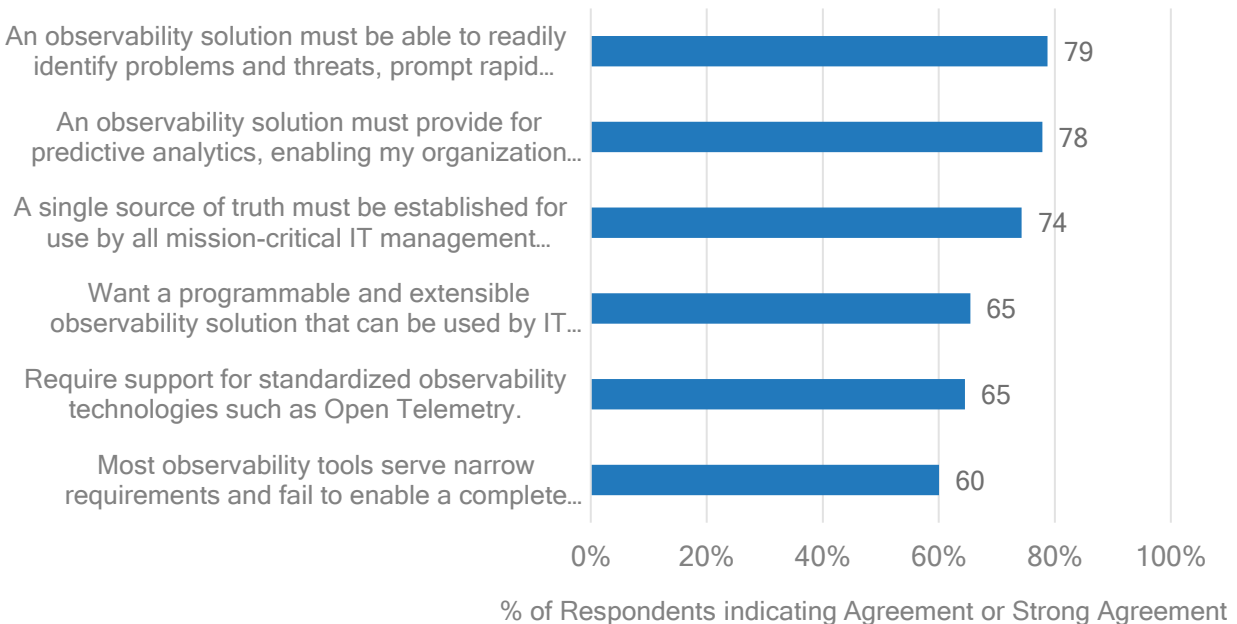 An observability solution must be able to readily
identify problems and threats, prompt rapid…
79
An observability solution must provide for
predictive analytics, enabling my organization…
78
A single source of truth must be established for
use by all mission-critical IT management…
74
Want a programmable and extensible
observability solution that can be used by IT…
65
Require support for standardized observability
technologies such as Open Telemetry.
65
Most observability tools serve narrow
requirements and fail to enable a complete…
60
0% 20% 40% 60% 80% 100%
% of Respondents indicating Agreement or Strong Agreement